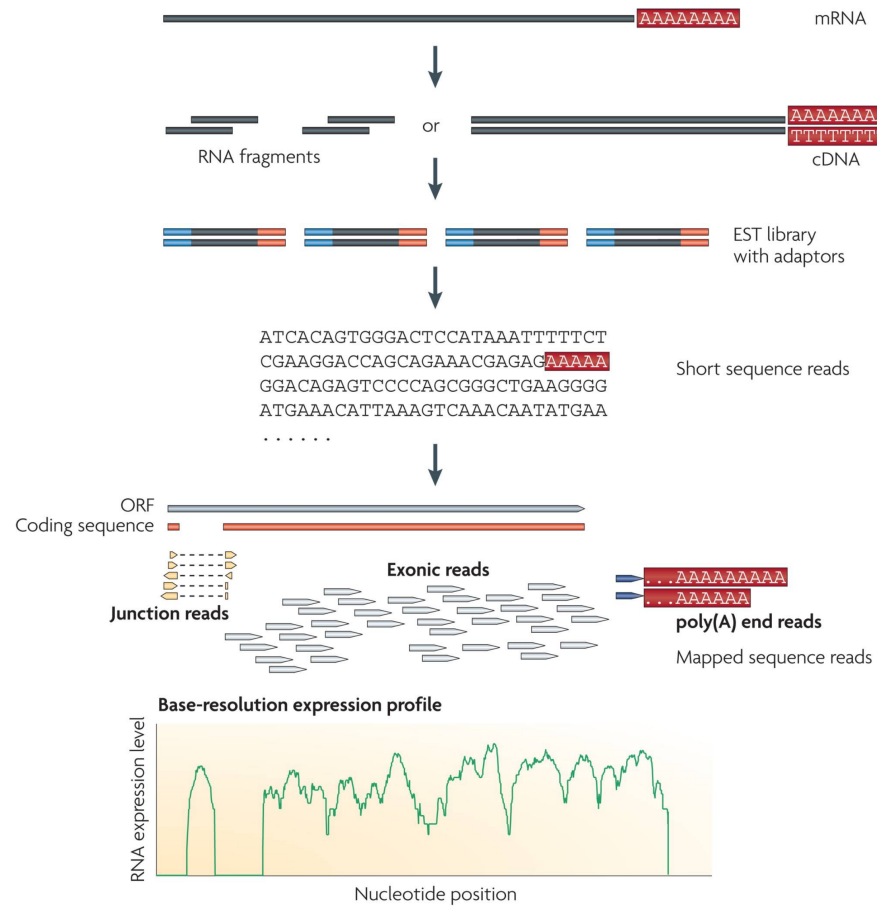 AAAAAAAA
mRNA
AAAAAAA
or
TTTTTTT
RNA fragments
cDNA
EST library
with adaptors
ATCACAGTGGGACTCCATAAATTTTTCT
CGAAGGACCAGCAGAAACGAGAGAAAAA
GGACAGAGTCCCCAGCGGGCTGAAGGGG
ATGAAACATTAAAGTCAAACAATATGAA
......
Short sequence reads
ORF
Coding sequence
Exonic reads
...AAAAAAAAA
...AAAAAA
Junction reads
poly(A) end reads
Mapped sequence reads
Base-resolution expression profile
RNA expression level
Nucleotide position